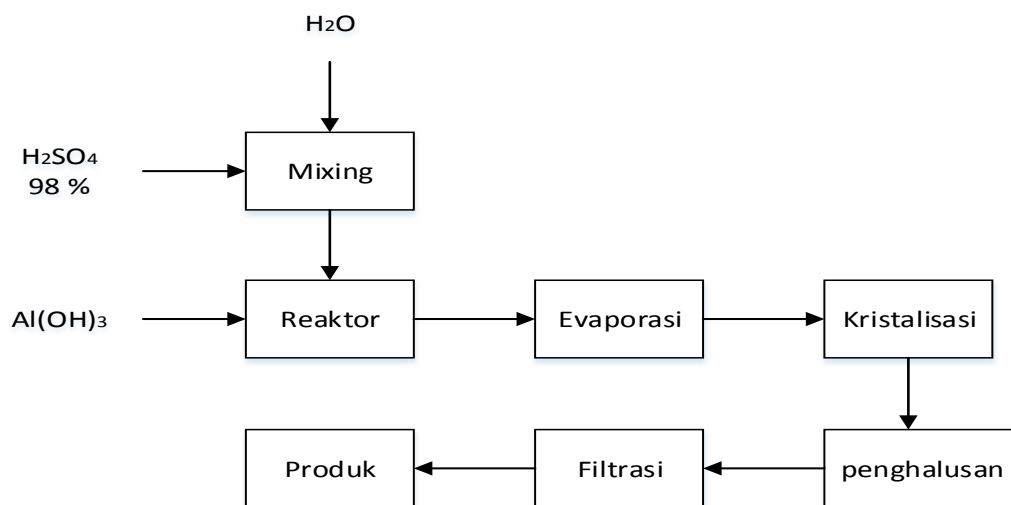 H₂O
H₂SO₄
98 %
Mixing
Al(OH)₃
Reaktor
Evaporasi
Kristalisasi
Produk
Filtrasi
penghalusan